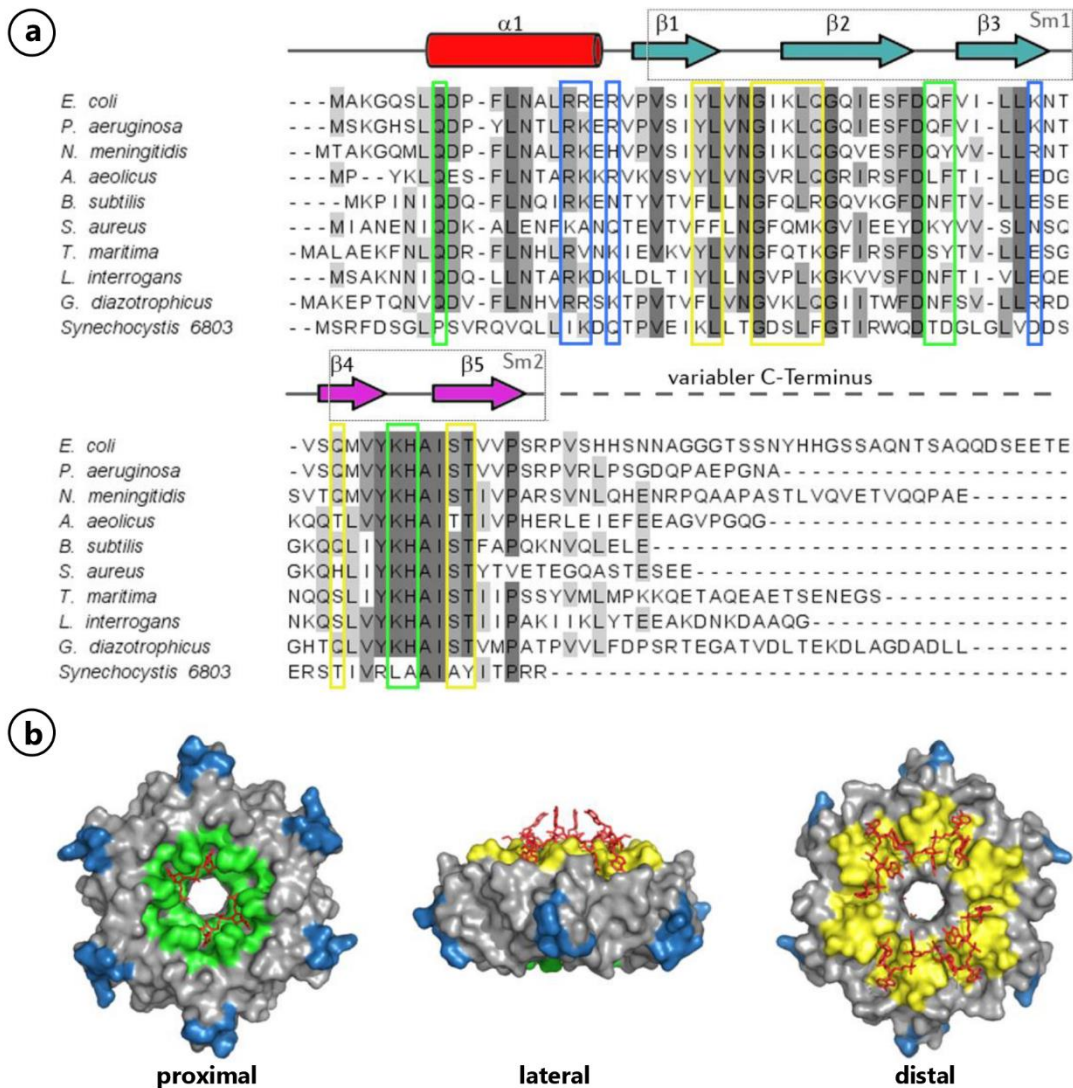 a
α1 β1 β2 β3 Sm1
E. coli ---MAKGQSLQDP-FLNALRRERVPVSIYLVNGIKLQGQIESFDQFVI-LLKNT
P. aeruginosa ---MSKGHSLQDP-YLNTLRKERVPVSIYLVNGIKLQGQIESFDQFVI-LLKNT
N. meningitidis --MTAKGQMLQDP-FLNALRKEHVPVSIYLVNGIKLQGQVESFDQYVV-LLRNT
A. aeolicus ---MP--YKLQES-FLNTARKKRVKVSVYLVNGVRLQGRIRSFDLFTI-LLEDG
B. subtilis ----MKPINIQDQ-FLNQIRKENTYVTVFLLNGFQLRGQVKGFDNFTV-LLESE
S. aureus ---MIANENIQDK-ALENFKANQTEVTVFFLNGFQMKGVIEEYDKYVV-SLNSQ
T. maritima -MALAEKFNLQDR-FLNHLRVNKIEVKVYLVNGFQTKGFIRSFDSYTV-LLESG
L. interrogans ---MSAKNNIQDQ-LLNTARKDKLDLTIYLLNGVPLKGKVVSFDNFTI-VLEQE
G. diazotrophicus --MAKEPTQNVQDV-FLNHVRRSKTPVTVFLVNGVKLQGIITWFDNFSV-LLRRD
Synechocystis 6803 --MSRFDSGLPSVRQVQLLIKDQTPVEIKLLTGDSLFGTIRWQDTDGLGLVDDS
β4 β5 Sm2 variabler C-Terminus
E. coli -VSQMVYKHAISTVVPSRPVSHHSNNAGGGTSSNYHHGSSAQNTSAQQDSEETE
P. aeruginosa -VSQMVYKHAISTVVPSRPVRLPSGDQPAEPGNA--------------------
N. meningitidis SVTQMVYKHAISTIVPARSVNLQHENRPQAAPASTLVQVETVQQPAE-------
A. aeolicus KQQTLVYKHAITTIVPHERLEIEFEEAGVPGQG---------------------
B. subtilis GKQQLIYKHAISTFAPQKNVQLELE-----------------------------
S. aureus GKQHLIYKHAISTYTVETEGQASTESEE--------------------------
T. maritima NQQSLIYKHAISTIIPSSYVMLMPKKQETAQEAETSENEGS-------------
L. interrogans NKQSLVYKHAISTIIPAKIIKLYTEEAKDNKDAAQG------------------
G. diazotrophicus GHTQLVYKHAISTVMPATPVVLFDPSRTEGATVDLTEKDLAGDADLL-------
Synechocystis 6803 ERSTIVRLAAIAYITPRR------------------------------------
b
proximal lateral distal